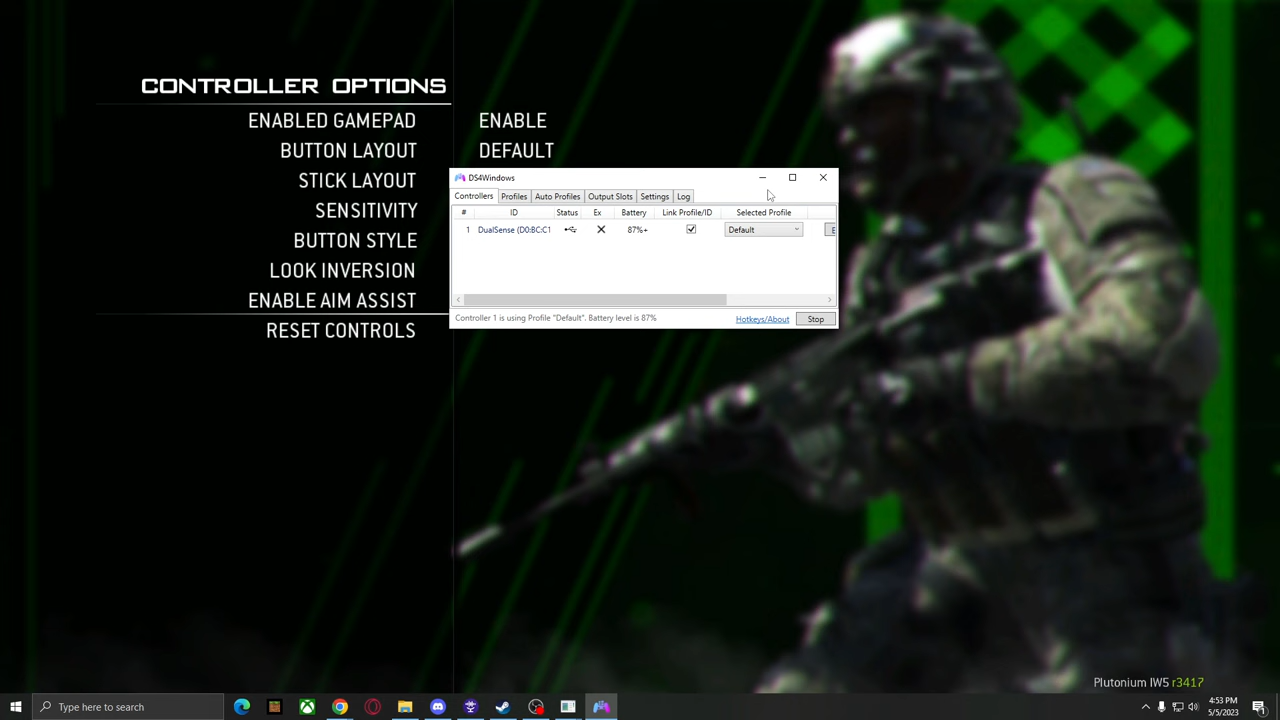 CONTROLLER OPTIONS
ENABLED GAMEPAD ENABLE
BUTTON LAYOUT DEFAULT
STICK LAYOUT
SENSITIVITY
BUTTON STYLE
LOOK INVERSION
ENABLE AIM ASSIST
RESET CONTROLS
DS4Windows
Controllers Profiles Auto Profiles Output Slots Settings Log
# ID Status Ex Battery Link Profile/ID Selected Profile
1 DualSense (D0:BC:C1 87%+ Default
Controller 1 is using Profile "Default". Battery level is 87% Hotkeys/About Stop
Plutonium IW5 r3417
Type here to search
4:53 PM
5/5/2023